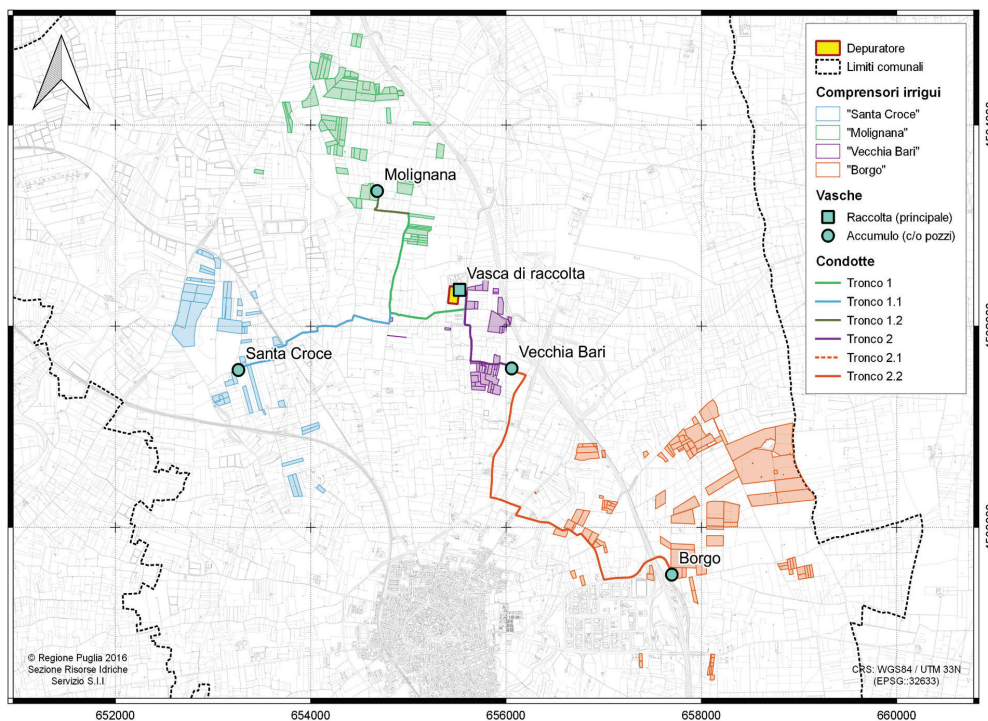 Depuratore
Limiti comunali
Comprensori irrigui
"Santa Croce"
"Molignana"
"Vecchia Bari"
"Borgo"
Vasche
Raccolta (principale)
Accumulo (c/o pozzi)
Condotte
Tronco 1
Tronco 1.1
Tronco 1.2
Tronco 2
Tronco 2.1
Tronco 2.2
Molignana
Vasca di raccolta
Santa Croce
Vecchia Bari
Borgo
© Regione Puglia 2016
Sezione Risorse Idriche
Servizio S.I.I
CRS: WGS84 / UTM 33N
(EPSG::32633)
652000 654000 656000 658000 660000